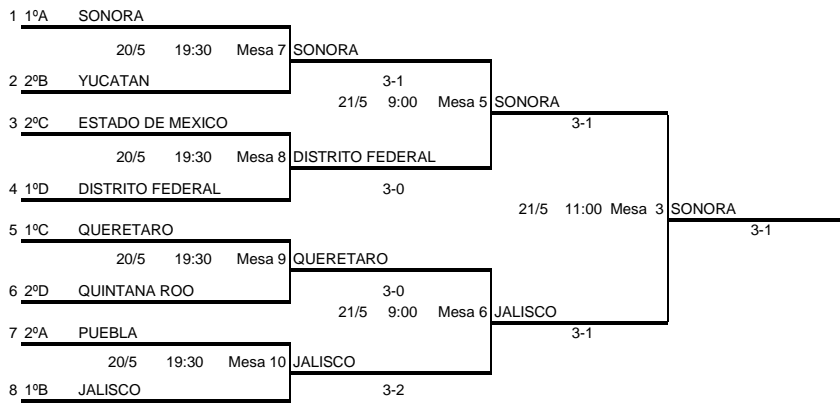 1 1ºA SONORA
20/5 19:30 Mesa 7 SONORA
2 2ºB YUCATAN 3-1
21/5 9:00 Mesa 5 SONORA
3 2ºC ESTADO DE MEXICO 3-1
20/5 19:30 Mesa 8 DISTRITO FEDERAL
4 1ºD DISTRITO FEDERAL 3-0
21/5 11:00 Mesa 3 SONORA
5 1ºC QUERETARO 3-1
20/5 19:30 Mesa 9 QUERETARO
6 2ºD QUINTANA ROO 3-0
21/5 9:00 Mesa 6 JALISCO
7 2ºA PUEBLA 3-1
20/5 19:30 Mesa 10 JALISCO
8 1ºB JALISCO 3-2